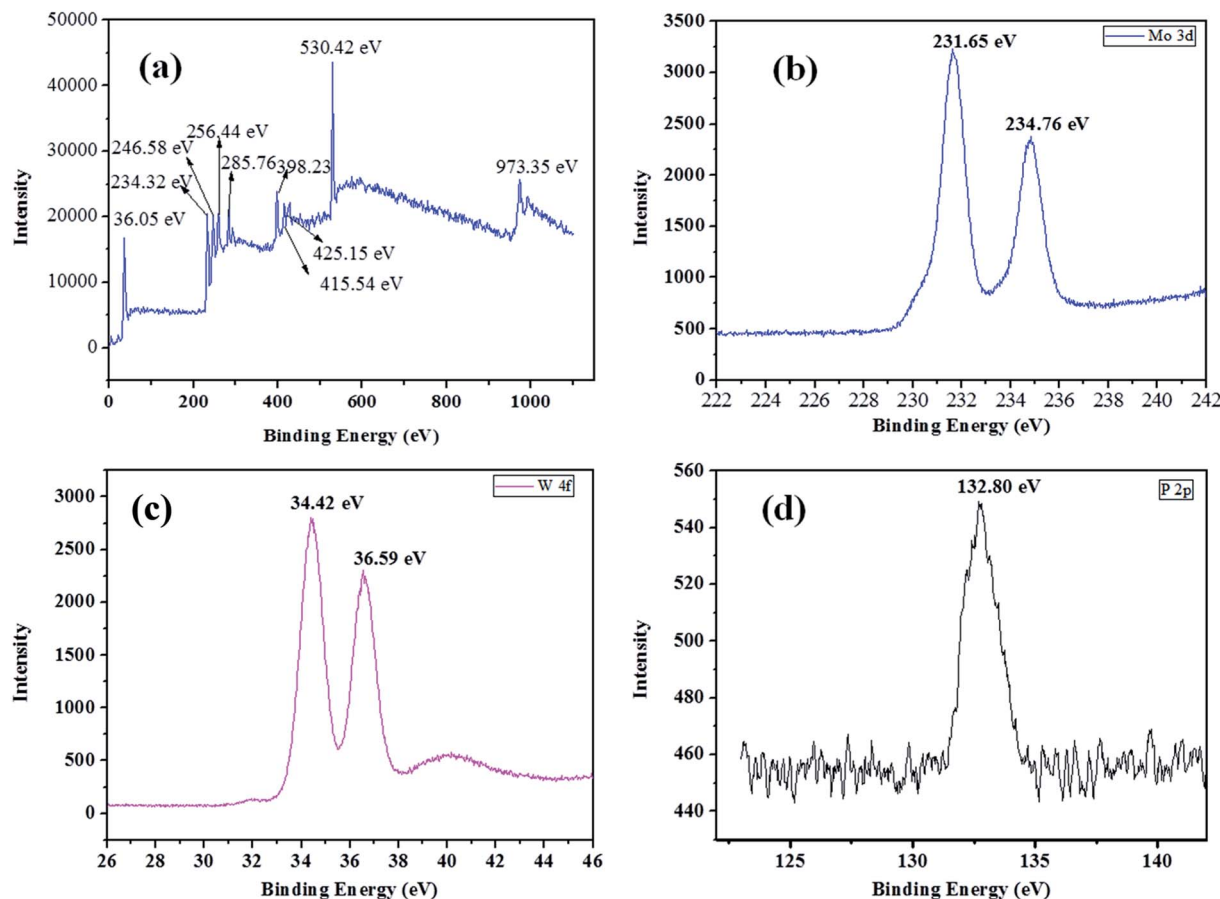 (a)
50000
40000
30000
20000
10000
0
Intensity
530.42 eV
256.44 eV
246.58 eV
285.76
398.23
973.35 eV
234.32 eV
36.05 eV
425.15 eV
415.54 eV
0 200 400 600 800 1000
Binding Energy (eV)
(b)
3500
3000
2500
2000
1500
1000
500
0
Intensity
231.65 eV
Mo 3d
234.76 eV
222 224 226 228 230 232 234 236 238 240 242
Binding Energy (eV)
(c)
3000
2500
2000
1500
1000
500
0
Intensity
W 4f
34.42 eV
36.59 eV
26 28 30 32 34 36 38 40 42 44 46
Binding Energy (eV)
(d)
560
540
520
500
480
460
440
Intensity
132.80 eV
P 2p
125 130 135 140
Binding Energy (eV)